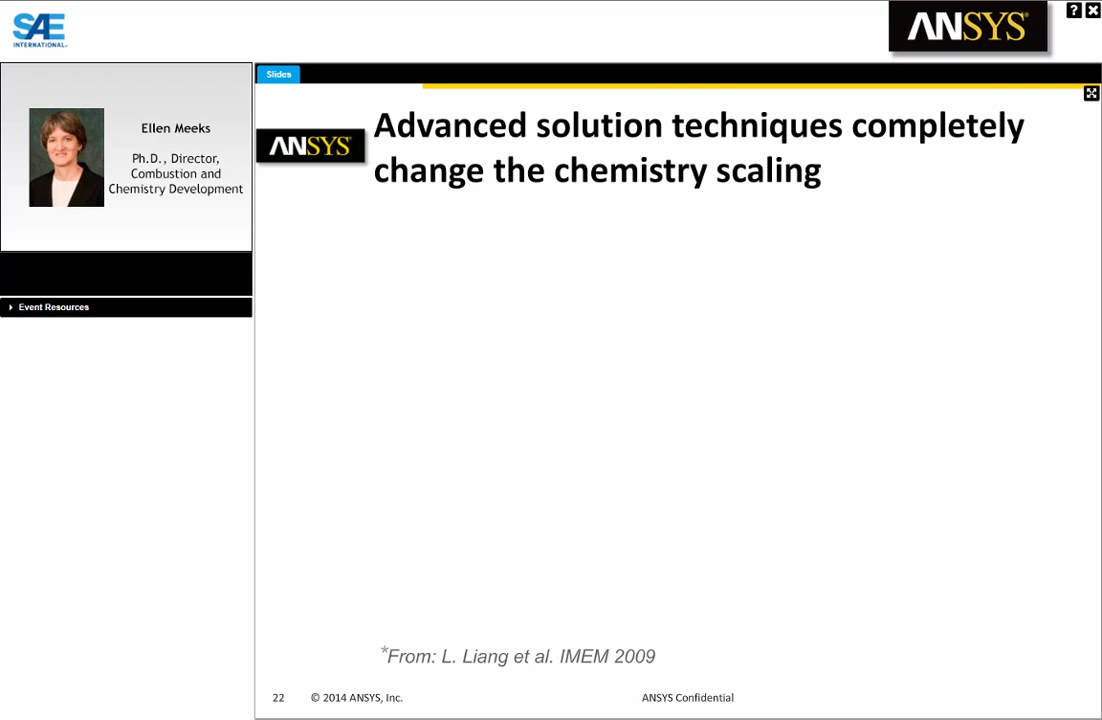 SAE
INTERNATIONAL
ANSYS
Ellen Meeks
Ph.D., Director,
Combustion and
Chemistry Development
Event Resources
Slides
ANSYS
Advanced solution techniques completely
change the chemistry scaling
*From: L. Liang et al. IMEM 2009
22 © 2014 ANSYS, Inc. ANSYS Confidential